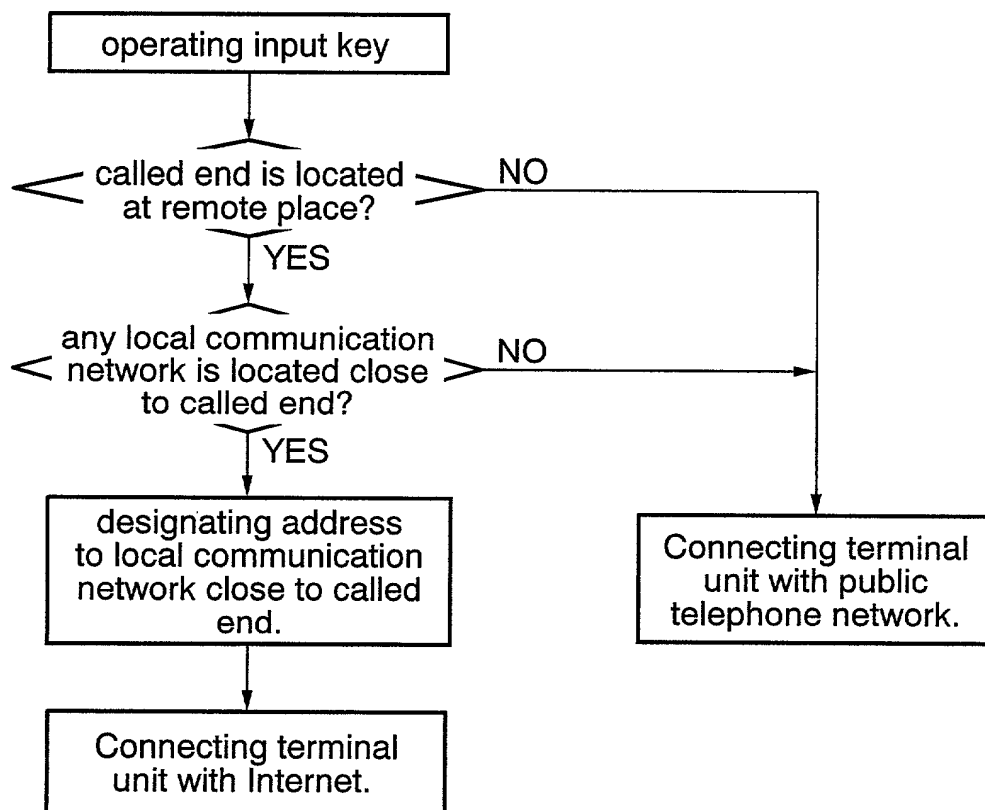 operating input key
called end is located
at remote place?
NO
YES
any local communication
network is located close
to called end?
NO
YES
designating address
to local communication
network close to called
end.
Connecting terminal
unit with public
telephone network.
Connecting terminal
unit with Internet.